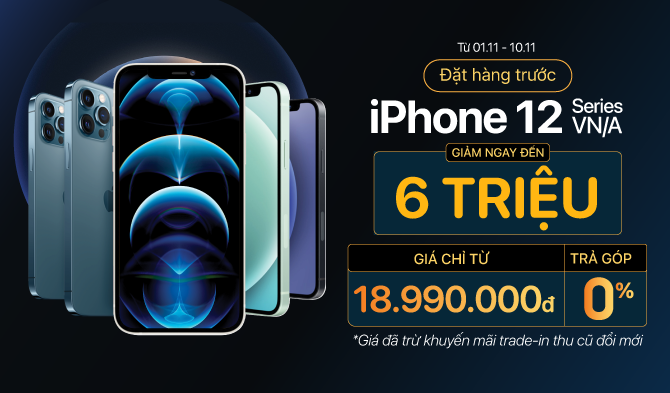 Từ 01.11 - 10.11
Đặt hàng trước
iPhone 12 Series VN/A
GIẢM NGAY ĐẾN
6 TRIỆU
GIÁ CHỈ TỪ
18.990.000đ
TRẢ GÓP
0%
*Giá đã trừ khuyến mãi trade-in thu cũ đổi mới